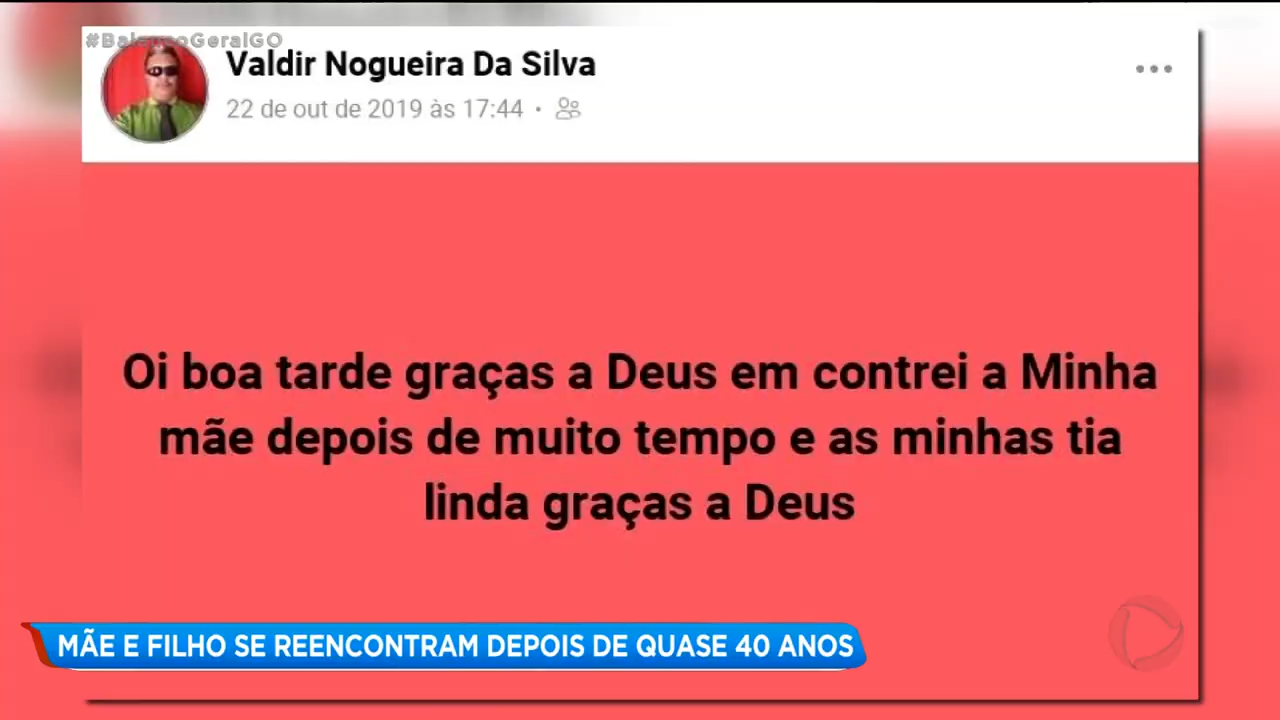 #BalançoGeralGO
Valdir Nogueira Da Silva
22 de out de 2019 às 17:44 ·
Oi boa tarde graças a Deus em contrei a Minha
mãe depois de muito tempo e as minhas tia
linda graças a Deus
MÃE E FILHO SE REENCONTRAM DEPOIS DE QUASE 40 ANOS